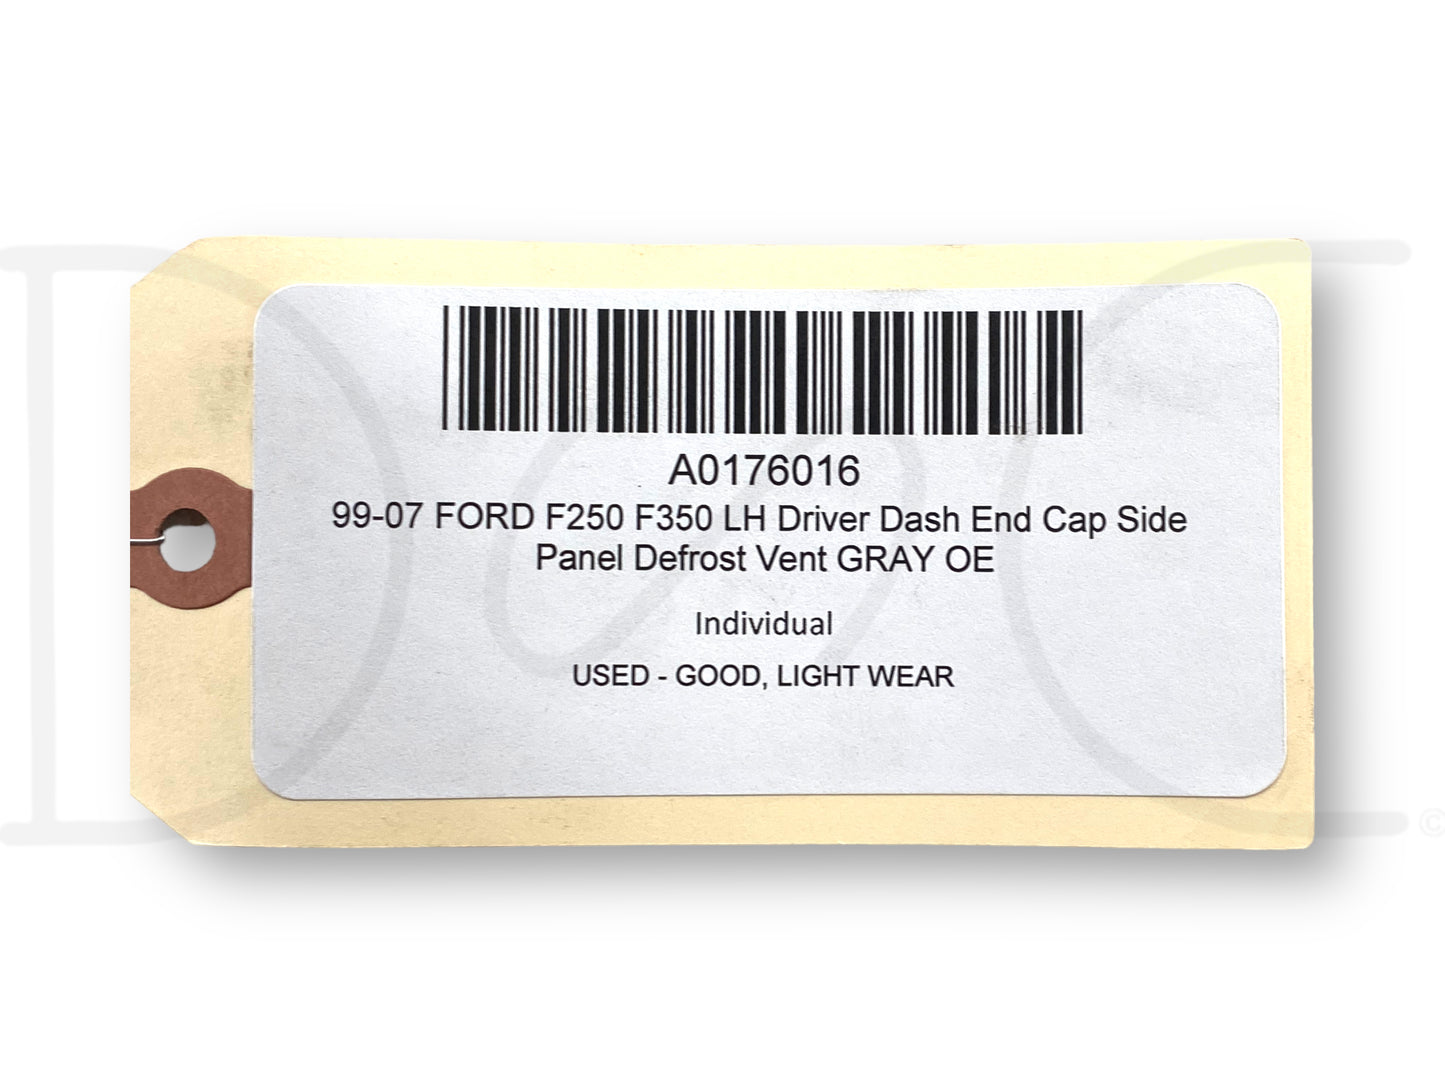 A0176016
99-07 FORD F250 F350 LH Driver Dash End Cap Side
Panel Defrost Vent GRAY OE
Individual
USED - GOOD, LIGHT WEAR
©